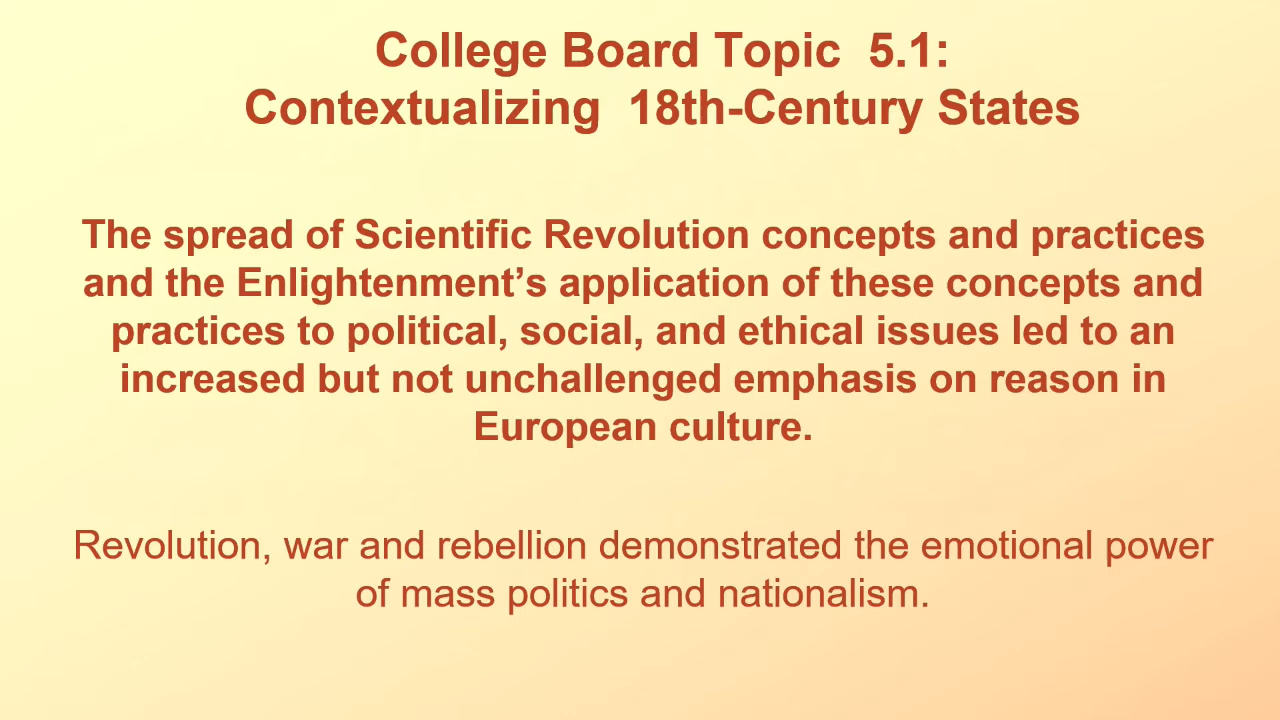 College Board Topic  5.1:
Contextualizing  18th-Century States
The spread of Scientific Revolution concepts and practices
and the Enlightenment’s application of these concepts and
practices to political, social, and ethical issues led to an
increased but not unchallenged emphasis on reason in
European culture.
Revolution, war and rebellion demonstrated the emotional power
of mass politics and nationalism.